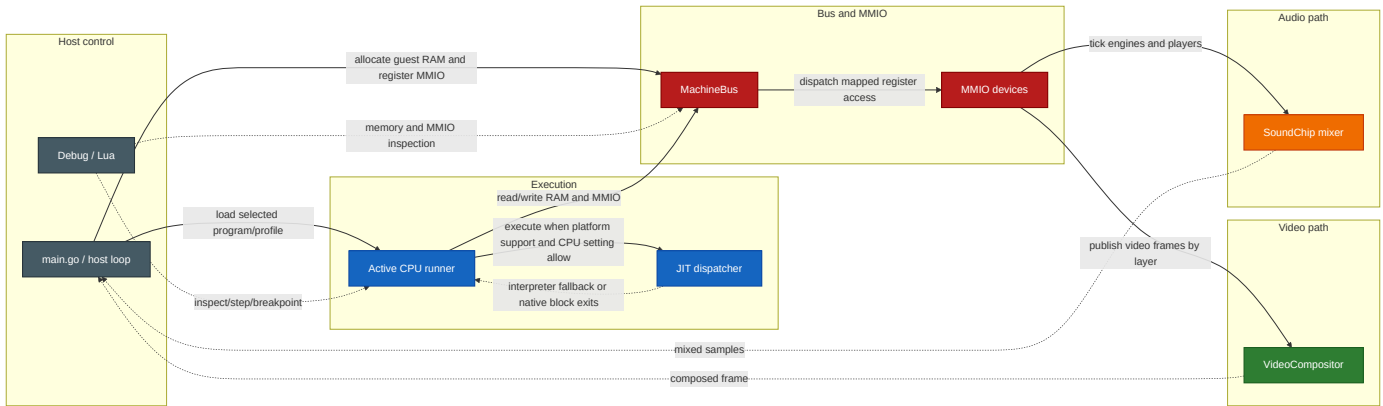 Host control
Debug / Lua
main.go / host loop
allocate guest RAM and
register MMIO
memory and MMIO
inspection
load selected
program/profile
inspect/step/breakpoint
Execution
Active CPU runner
read/write RAM and MMIO
execute when platform
support and CPU setting
allow
interpreter fallback or
native block exits
JIT dispatcher
Bus and MMIO
MachineBus
dispatch mapped register
access
MMIO devices
tick engines and players
publish video frames by
layer
Audio path
SoundChip mixer
Video path
VideoCompositor
mixed samples
composed frame